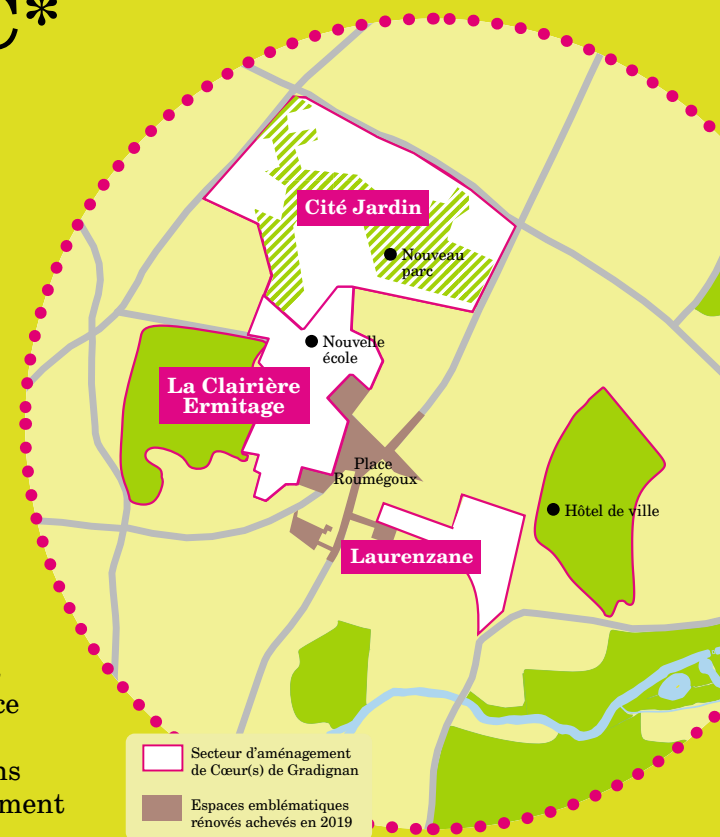 C*
Cité Jardin
Nouveau
parc
Nouvelle
école
La Clairière
Ermitage
Place
Roumégoux
Hôtel de ville
Laurenzane
Secteur d'aménagement
de Cœur(s) de Gradignan
Espaces emblématiques
rénovés achevés en 2019